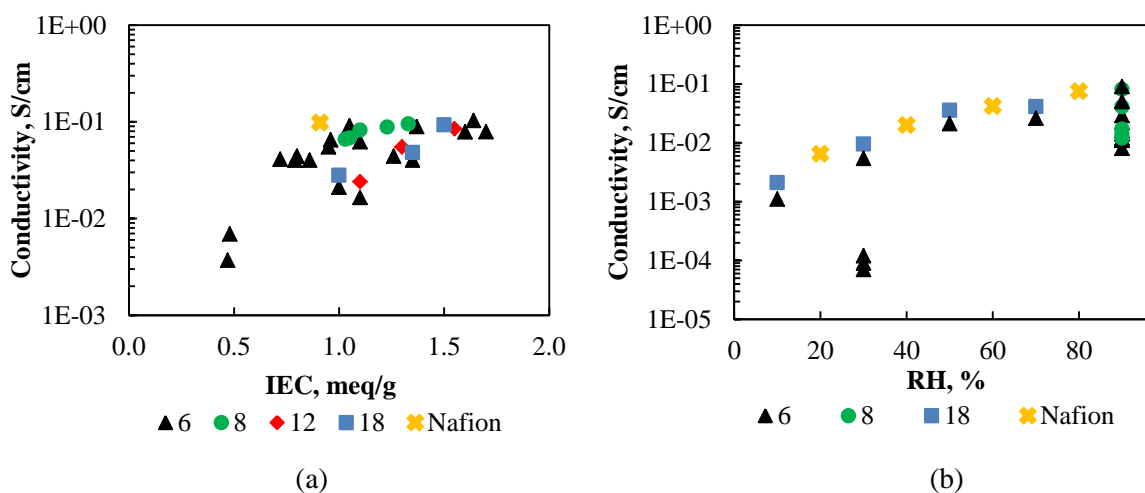 1E+00
1E-01
1E-02
1E-03
Conductivity, S/cm
0.0 0.5 1.0 1.5 2.0
IEC, meq/g
6 8 12 18 Nafion
(a)
1E+00
1E-01
1E-02
1E-03
1E-04
1E-05
Conductivity, S/cm
0 20 40 60 80
RH, %
6 8 18 Nafion
(b)